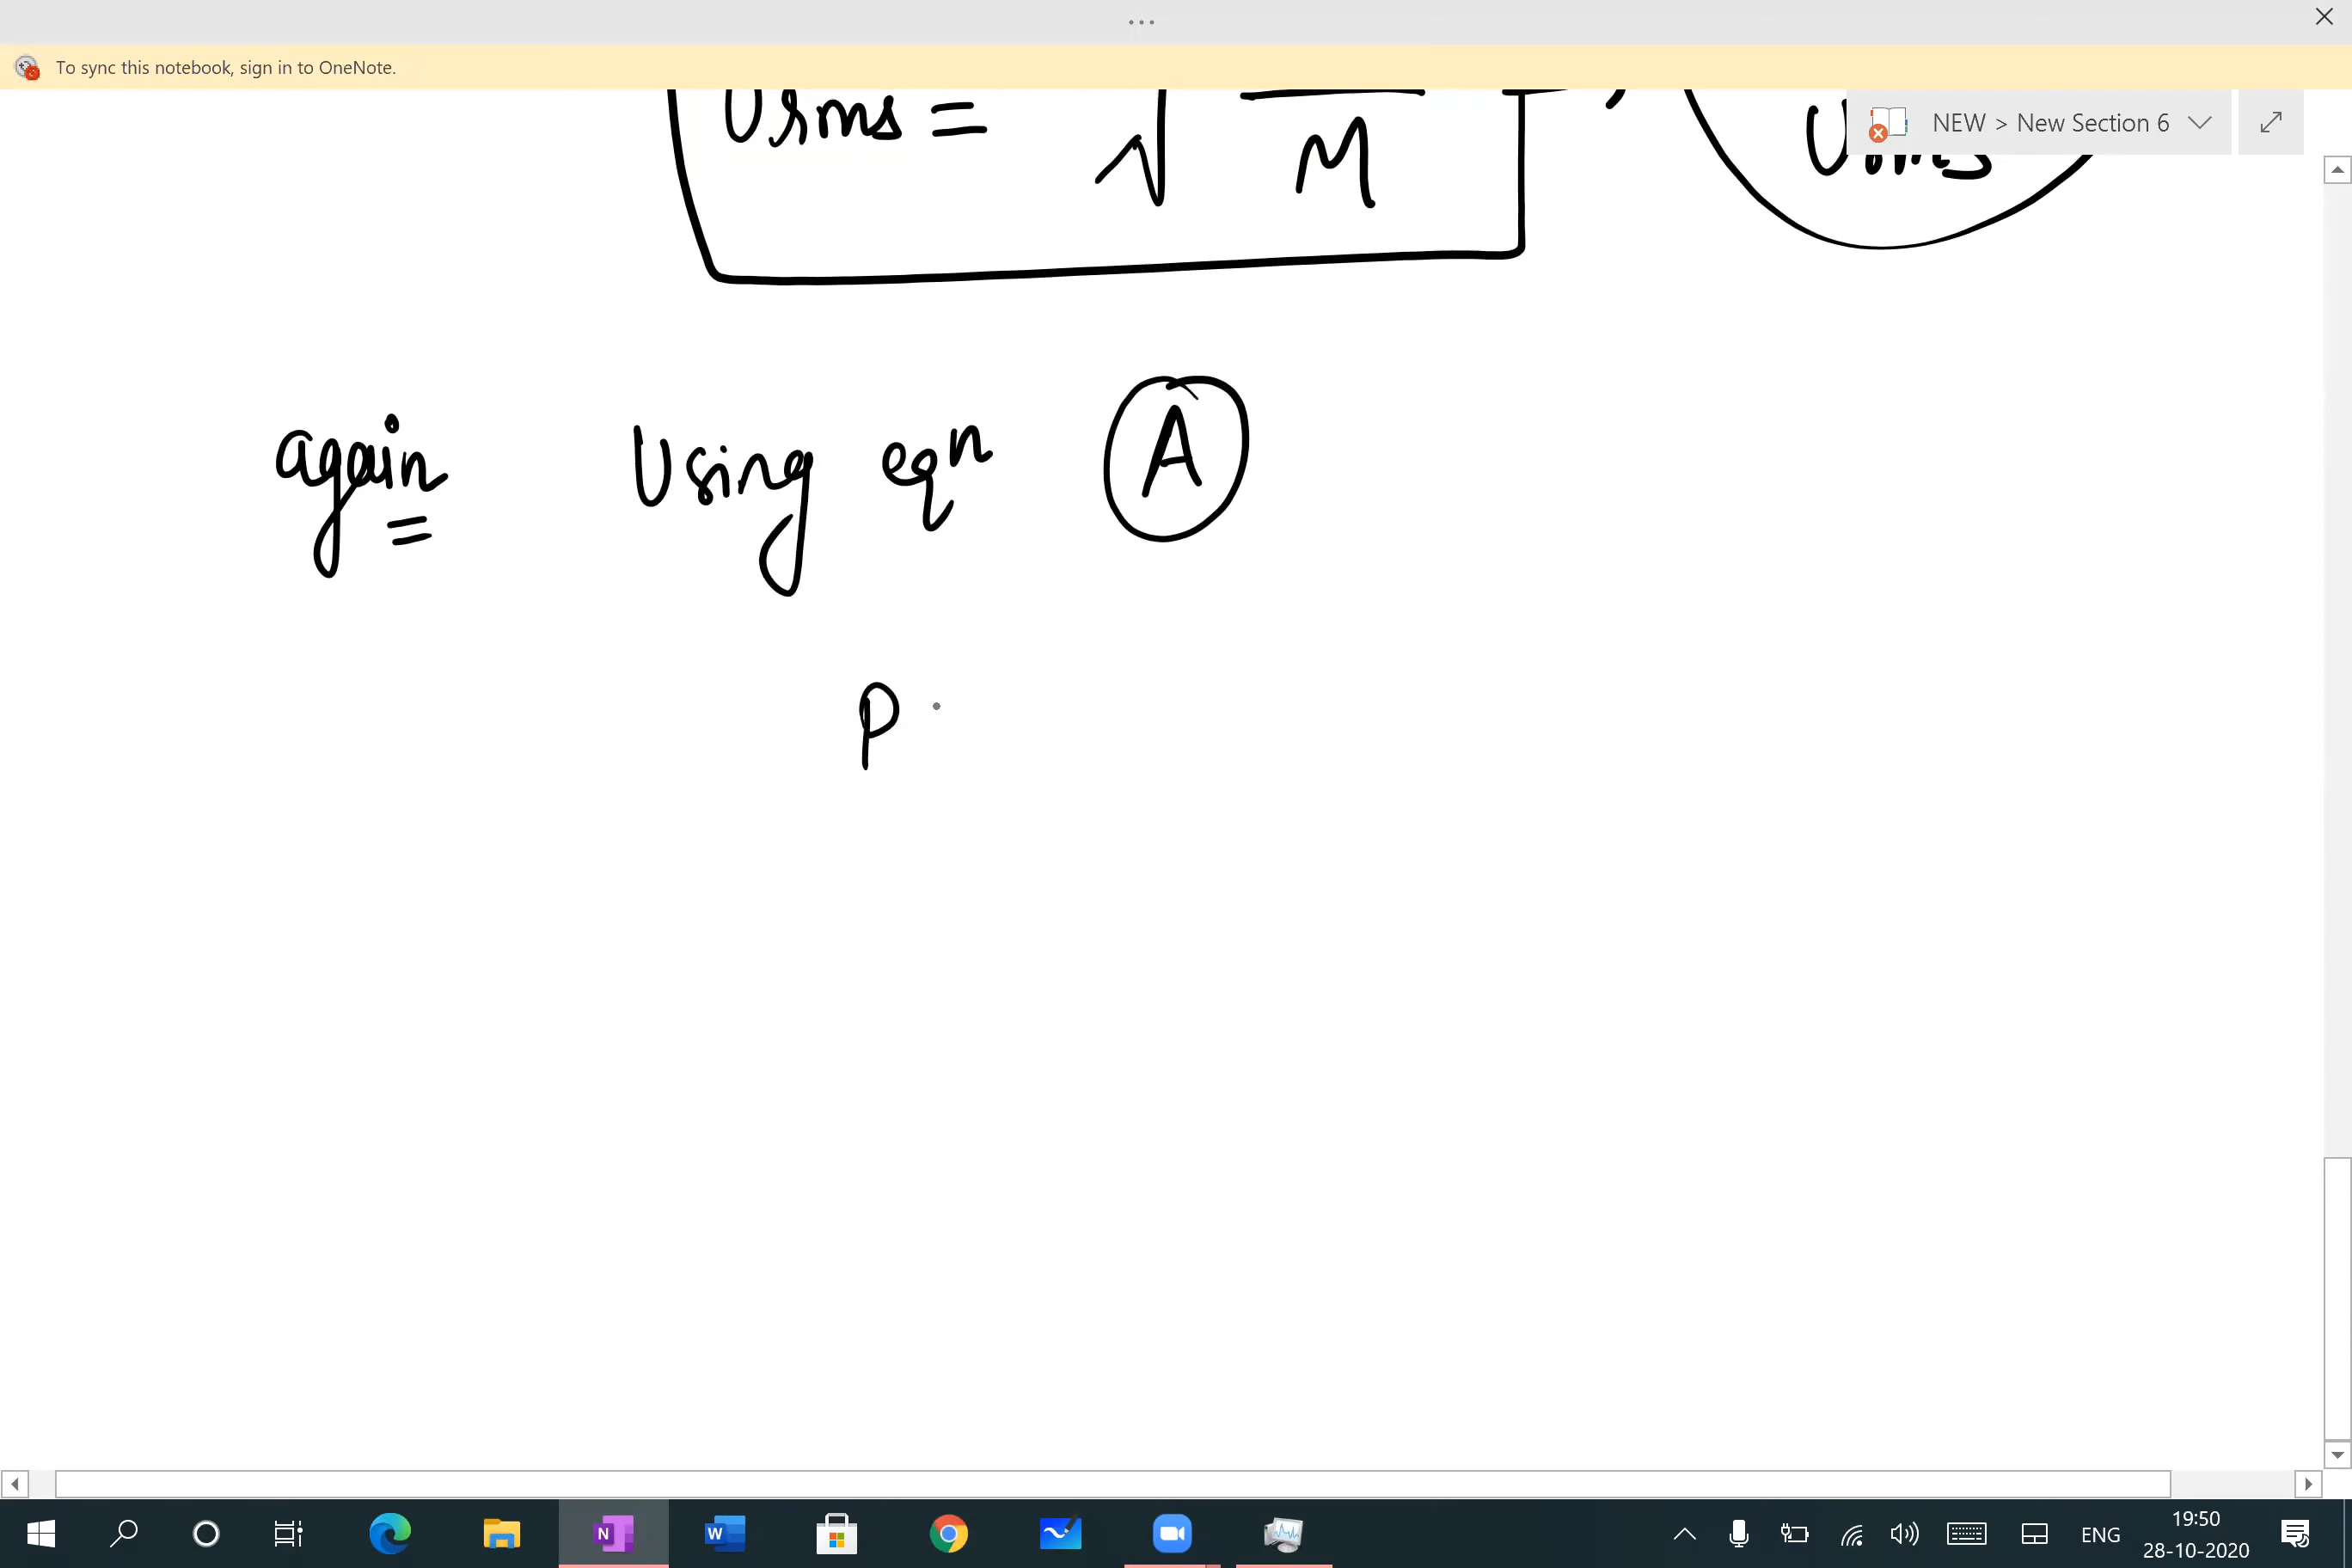 ...
To sync this notebook, sign in to OneNote.
Urms = √ M ,
NEW > New Section 6
again Using eqn A
P
ENG
19:50
28-10-2020